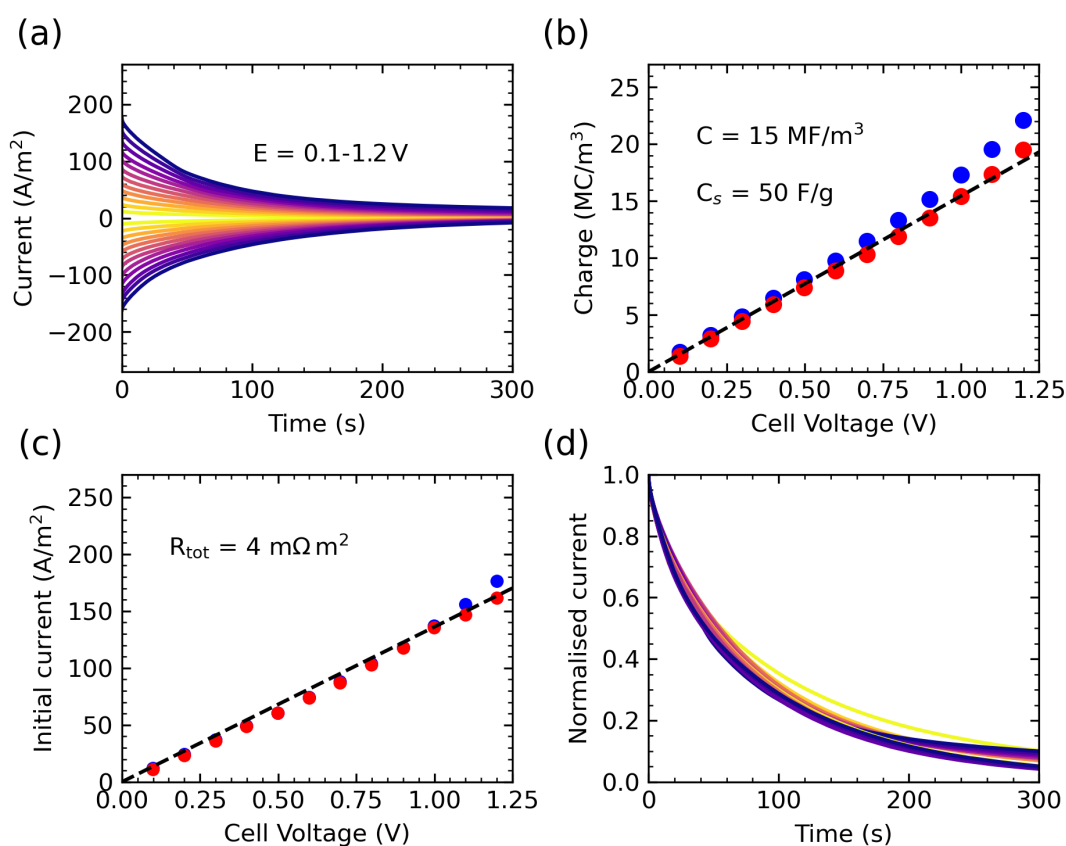 (a)
200
100
0
−100
−200
Current (A/m²)
E = 0.1-1.2 V
0
100
200
300
Time (s)
(b)
25
20
15
10
5
0
Charge (MC/m³)
C = 15 MF/m³
Cₛ = 50 F/g
0.00
0.25
0.50
0.75
1.00
1.25
Cell Voltage (V)
(c)
250
200
150
100
50
0
Initial current (A/m²)
Rtot = 4 mΩ m²
0.00
0.25
0.50
0.75
1.00
1.25
Cell Voltage (V)
(d)
1.0
0.8
0.6
0.4
0.2
0.0
Normalised current
0
100
200
300
Time (s)